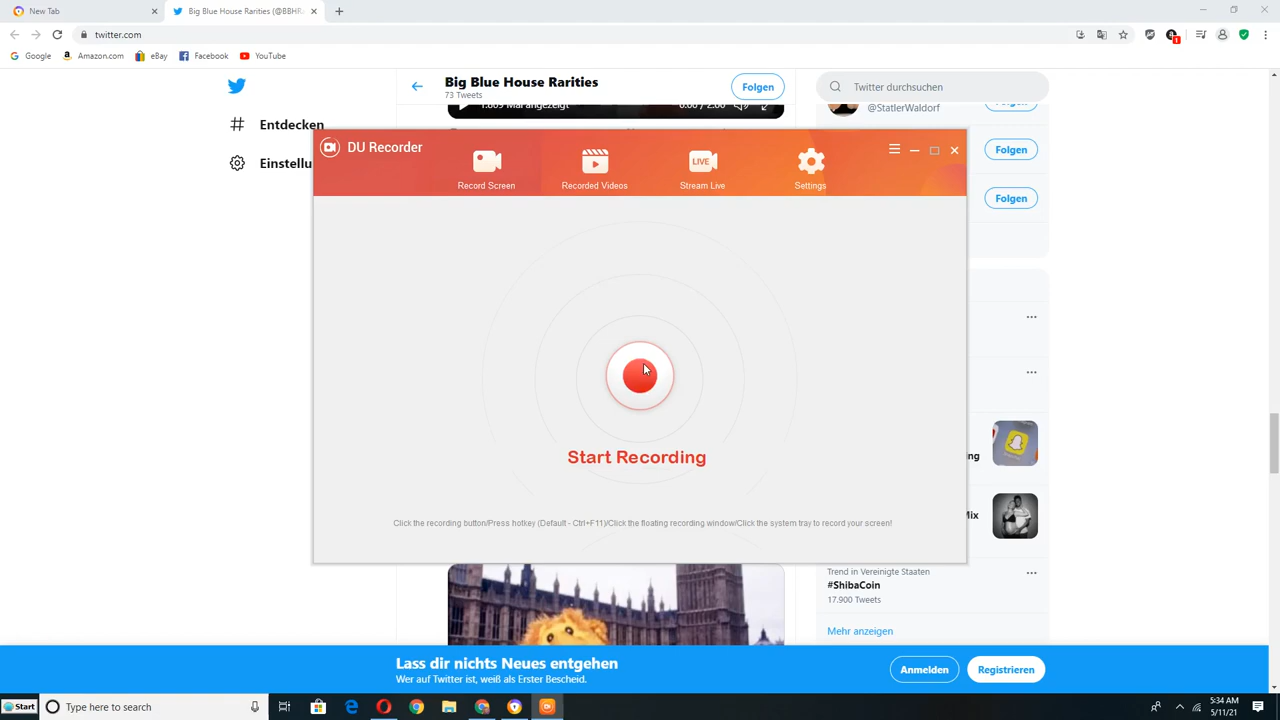 New Tab
Big Blue House Rarities (@BBHR
twitter.com
1
Google
Amazon.com
eBay
Facebook
YouTube
Big Blue House Rarities
73 Tweets
Folgen
Twitter durchsuchen
Entdecken
Einstellu
@StatlerWaldorf
Folgen
Folgen
DU Recorder
Record Screen
Recorded Videos
LIVE
Stream Live
Settings
Start Recording
Click the recording button/Press hotkey (Default - Ctrl+F11)/Click the floating recording window/Click the system tray to record your screen!
ng
Mix
Trend in Vereinigte Staaten
#ShibaCoin
17.900 Tweets
Mehr anzeigen
Lass dir nichts Neues entgehen
Wer auf Twitter ist, weiß als Erster Bescheid.
Anmelden
Registrieren
Start
Type here to search
5:34 AM
5/11/21